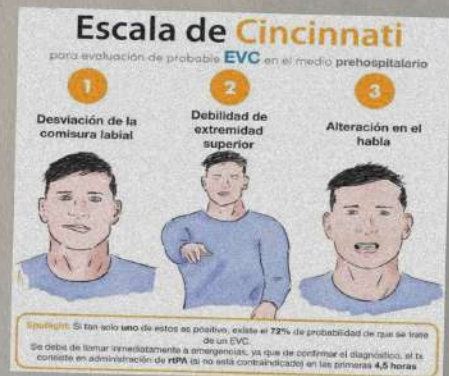 Escala de Cincinnati
para evaluación de probable EVC en el medio prehospitalario
1
2
3
Desviación de la
comisura labial
Debilidad de
extremidad
superior
Alteración en el
habla
Spotlight: Si tan solo uno de estos es positivo, existe el 72% de probabilidad de que se trate
de un EVC.
Se debe de llamar inmediatamente a emergencias, ya que de confirmar el diagnóstico, el tx
consiste en administración de rtPA (si no está contraindicado) en las primeras 4,5 horas